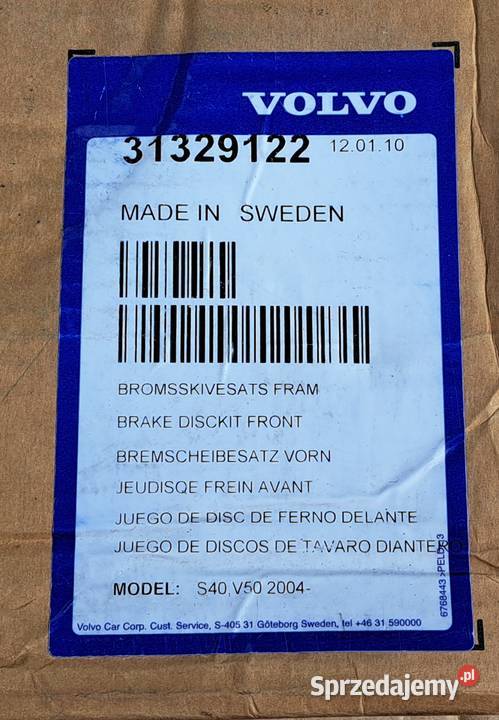 VOLVO
31329122 12.01.10
MADE IN SWEDEN
BROMSSKIVESATS FRAM
BRAKE DISCKIT FRONT
BREMSCHEIBESATZ VORN
JEUDISQE FREIN AVANT
JUEGO DE DISC DE FERNO DELANTE
JUEGO DE DISCOS DE TAVARO DIANTERO
MODEL: S40,V50 2004-
Volvo Car Corp. Cust. Service, S-405 31 Göteborg Sweden, tel +46 31 590000
6768443
Sprzedajemy.pl